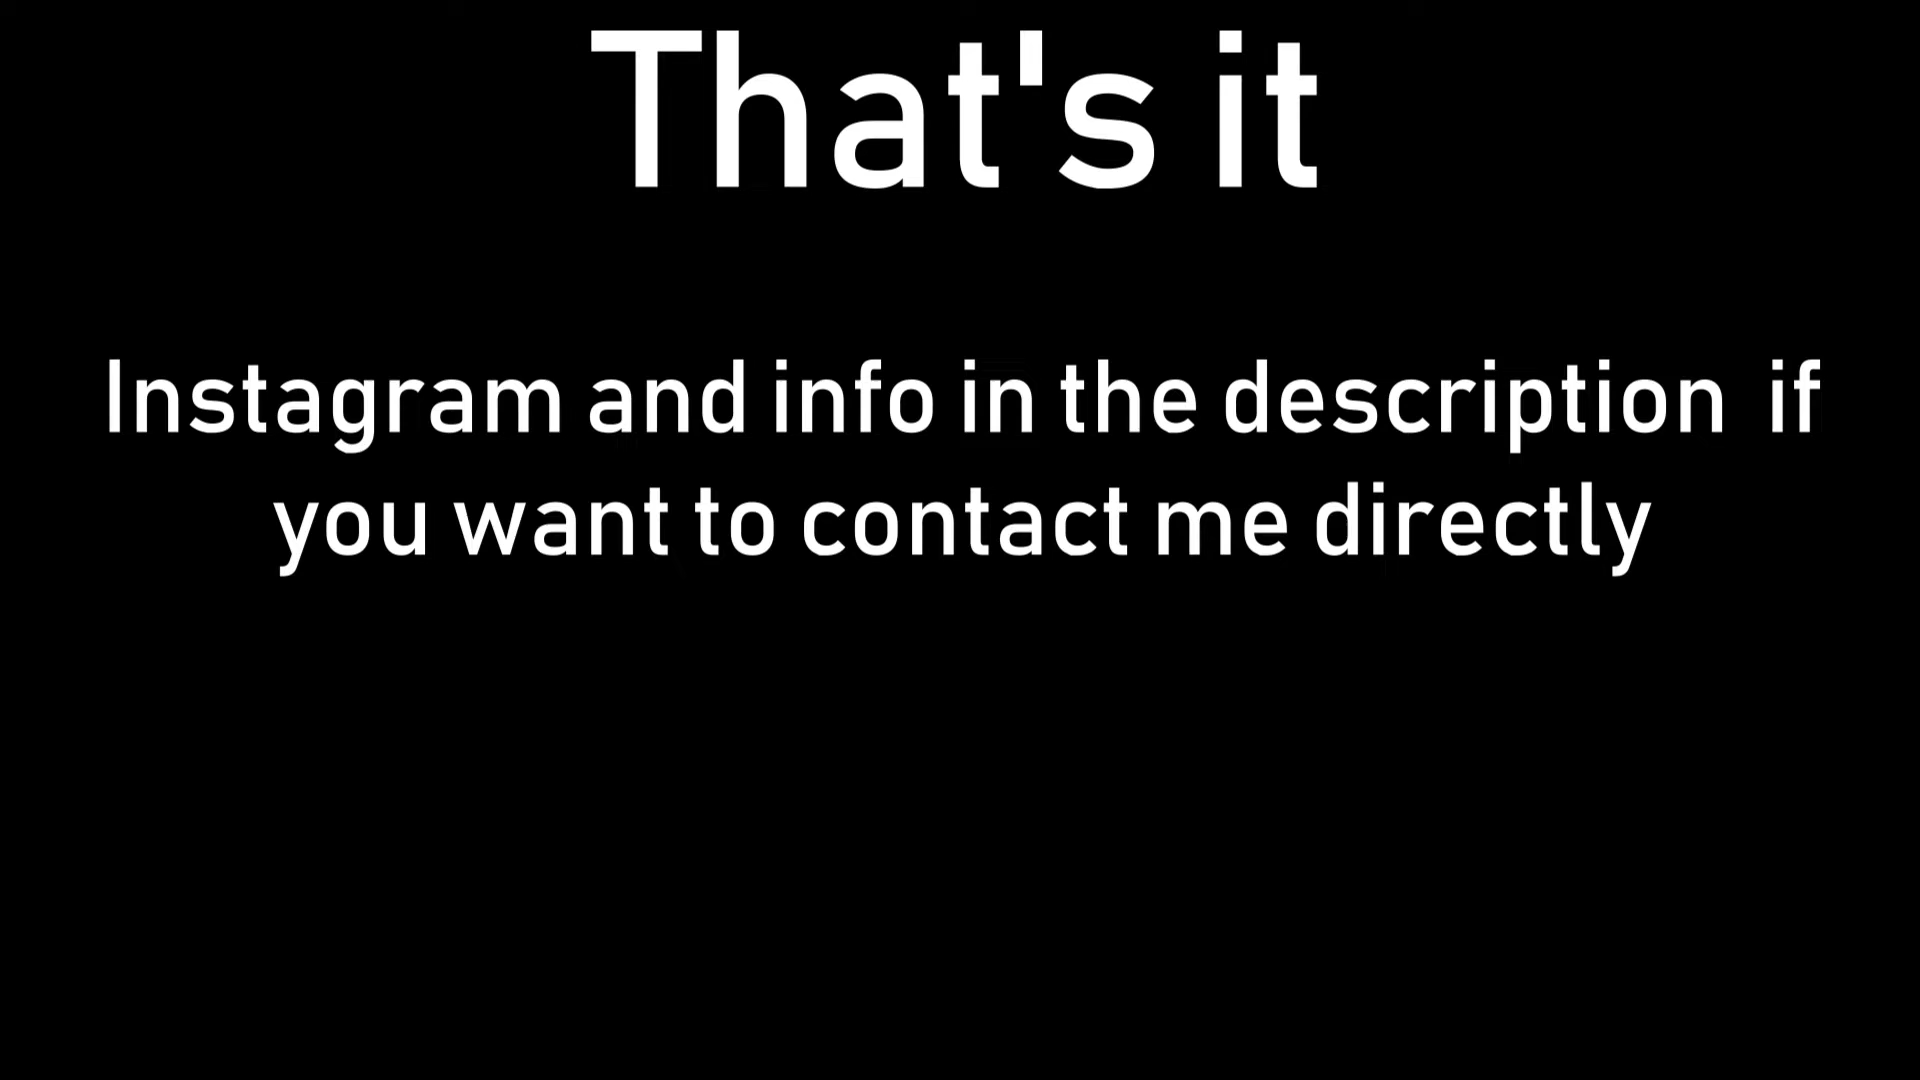 That's it
Instagram and info in the description  if
you want to contact me directly